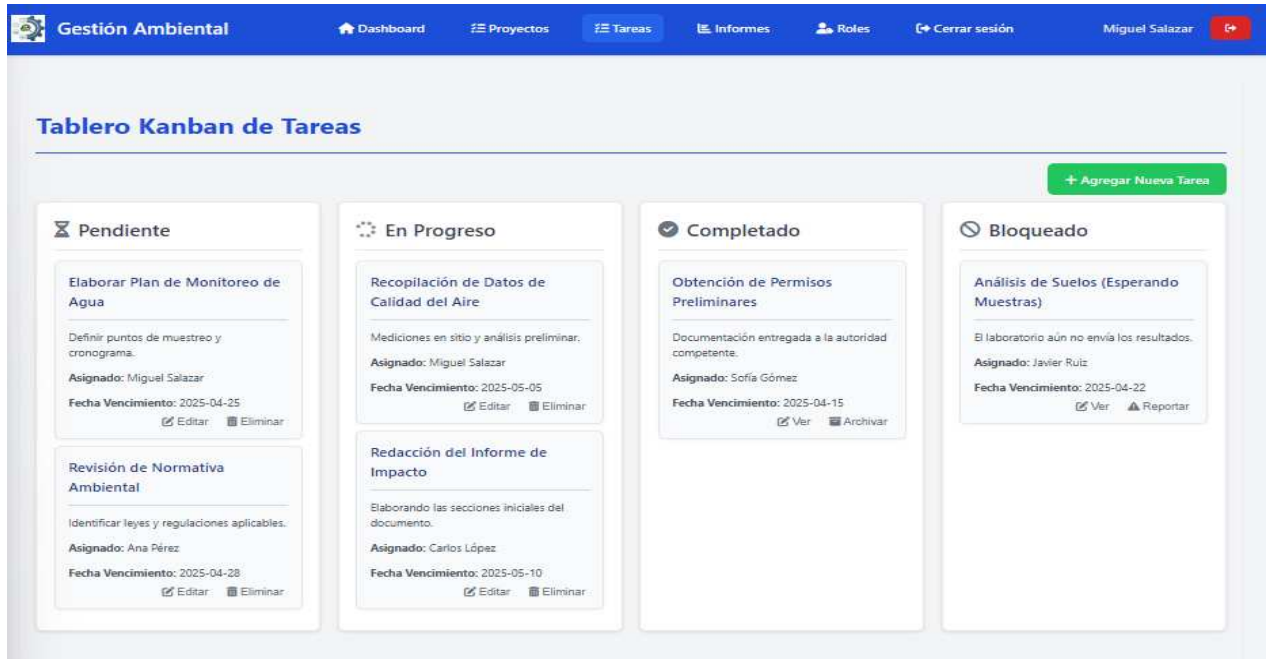 Gestión Ambiental
Dashboard
Proyectos
Tareas
Informes
Roles
Cerrar sesión
Miguel Salazar
Tablero Kanban de Tareas
+ Agregar Nueva Tarea
Pendiente
Elaborar Plan de Monitoreo de
Agua
Definir puntos de muestreo y
cronograma.
Asignado: Miguel Salazar
Fecha Vencimiento: 2025-04-25
Editar Eliminar
Revisión de Normativa
Ambiental
Identificar leyes y regulaciones aplicables.
Asignado: Ana Pérez
Fecha Vencimiento: 2025-04-28
Editar Eliminar
En Progreso
Recopilación de Datos de
Calidad del Aire
Mediciones en sitio y análisis preliminar.
Asignado: Miguel Salazar
Fecha Vencimiento: 2025-05-05
Editar Eliminar
Redacción del Informe de
Impacto
Elaborando las secciones iniciales del
documento.
Asignado: Carlos López
Fecha Vencimiento: 2025-05-10
Editar Eliminar
Completado
Obtención de Permisos
Preliminares
Documentación entregada a la autoridad
competente.
Asignado: Sofía Gómez
Fecha Vencimiento: 2025-04-15
Ver Archivar
Bloqueado
Análisis de Suelos (Esperando
Muestras)
El laboratorio aún no envía los resultados.
Asignado: Javier Ruiz
Fecha Vencimiento: 2025-04-22
Ver Reportar